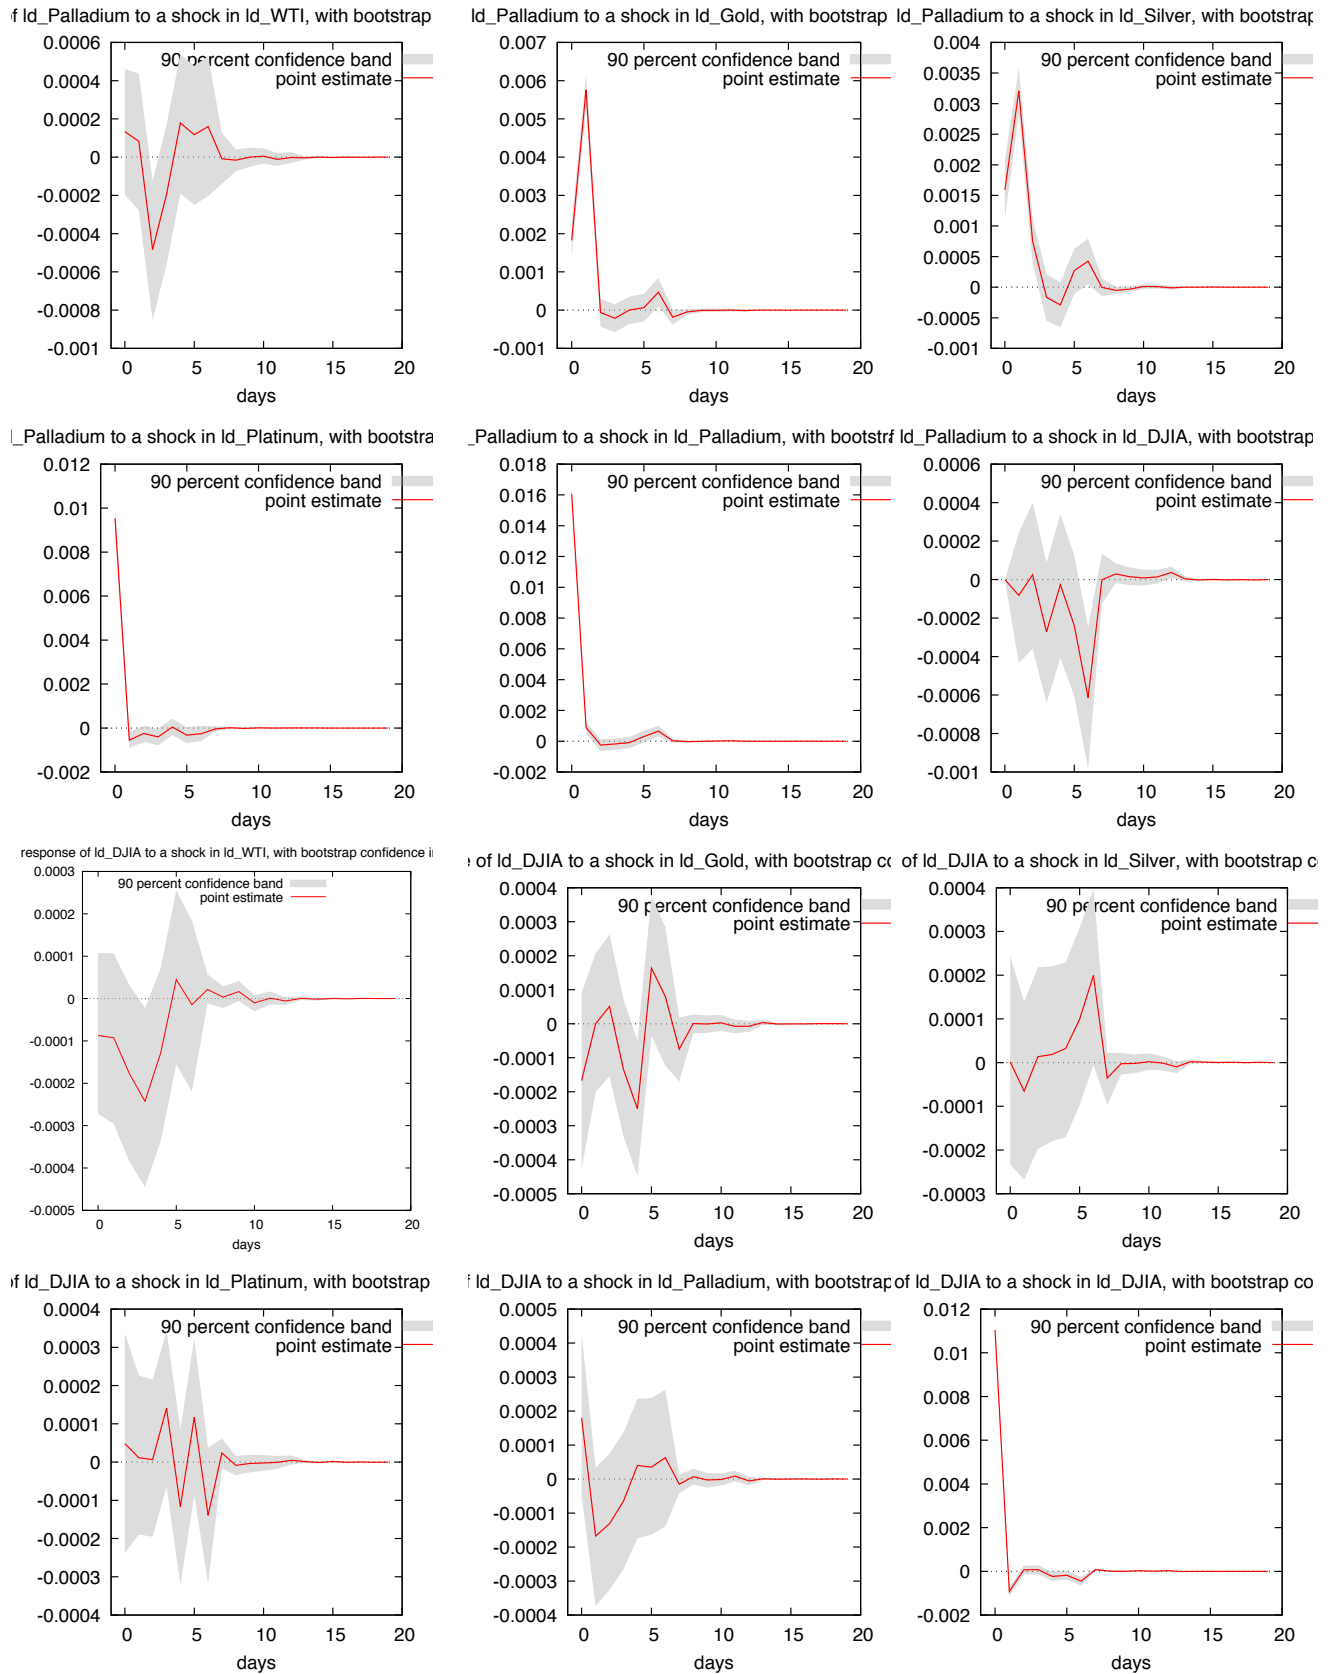 of ld_Palladium to a shock in ld_WTI, with bootstrap
0.0006
0.0004
0.0002
0
-0.0002
-0.0004
-0.0006
-0.0008
-0.001
90 percent confidence band
point estimate
0 5 10 15 20
days
ld_Palladium to a shock in ld_Gold, with bootstrap
0.007
0.006
0.005
0.004
0.003
0.002
0.001
0
-0.001
90 percent confidence band
point estimate
0 5 10 15 20
days
ld_Palladium to a shock in ld_Silver, with bootstrap
0.004
0.0035
0.003
0.0025
0.002
0.0015
0.001
0.0005
0
-0.0005
-0.001
90 percent confidence band
point estimate
0 5 10 15 20
days
_Palladium to a shock in ld_Platinum, with bootstra
0.012
0.01
0.008
0.006
0.004
0.002
0
-0.002
90 percent confidence band
point estimate
0 5 10 15 20
days
_Palladium to a shock in ld_Palladium, with bootstr
0.018
0.016
0.014
0.012
0.01
0.008
0.006
0.004
0.002
0
-0.002
90 percent confidence band
point estimate
0 5 10 15 20
days
ld_Palladium to a shock in ld_DJIA, with bootstrap
0.0006
0.0004
0.0002
0
-0.0002
-0.0004
-0.0006
-0.0008
-0.001
90 percent confidence band
point estimate
0 5 10 15 20
days
response of ld_DJIA to a shock in ld_WTI, with bootstrap confidence i
0.0003
0.0002
0.0001
0
-0.0001
-0.0002
-0.0003
-0.0004
-0.0005
90 percent confidence band
point estimate
0 5 10 15 20
days
e of ld_DJIA to a shock in ld_Gold, with bootstrap co
0.0004
0.0003
0.0002
0.0001
0
-0.0001
-0.0002
-0.0003
-0.0004
-0.0005
90 percent confidence band
point estimate
0 5 10 15 20
days
of ld_DJIA to a shock in ld_Silver, with bootstrap c
0.0004
0.0003
0.0002
0.0001
0
-0.0001
-0.0002
-0.0003
90 percent confidence band
point estimate
0 5 10 15 20
days
of ld_DJIA to a shock in ld_Platinum, with bootstrap
0.0004
0.0003
0.0002
0.0001
0
-0.0001
-0.0002
-0.0003
-0.0004
90 percent confidence band
point estimate
0 5 10 15 20
days
f ld_DJIA to a shock in ld_Palladium, with bootstrap
0.0005
0.0004
0.0003
0.0002
0.0001
0
-0.0001
-0.0002
-0.0003
-0.0004
90 percent confidence band
point estimate
0 5 10 15 20
days
of ld_DJIA to a shock in ld_DJIA, with bootstrap co
0.012
0.01
0.008
0.006
0.004
0.002
0
-0.002
90 percent confidence band
point estimate
0 5 10 15 20
days